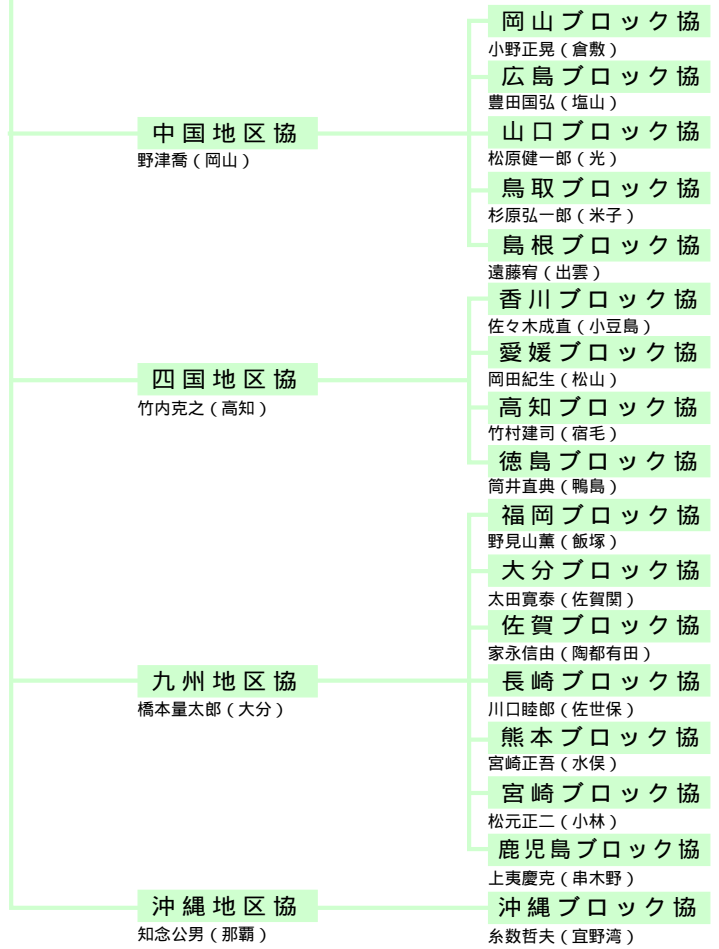 中国地区協
野津喬（岡山）
岡山ブロック協
小野正晃（倉敷）
広島ブロック協
豊田国弘（塩山）
山口ブロック協
松原健一郎（光）
鳥取ブロック協
杉原弘一郎（米子）
島根ブロック協
遠藤宥（出雲）
四国地区協
竹内克之（高知）
香川ブロック協
佐々木成直（小豆島）
愛媛ブロック協
岡田紀生（松山）
高知ブロック協
竹村建司（宿毛）
徳島ブロック協
筒井直典（鴨島）
九州地区協
橋本量太郎（大分）
福岡ブロック協
野見山薫（飯塚）
大分ブロック協
太田寛泰（佐賀関）
佐賀ブロック協
家永信由（陶都有田）
長崎ブロック協
川口睦郎（佐世保）
熊本ブロック協
宮崎正吾（水俣）
宮崎ブロック協
松元正二（小林）
鹿児島ブロック協
上夷慶克（串木野）
沖縄地区協
知念公男（那覇）
沖縄ブロック協
糸数哲夫（宜野湾）